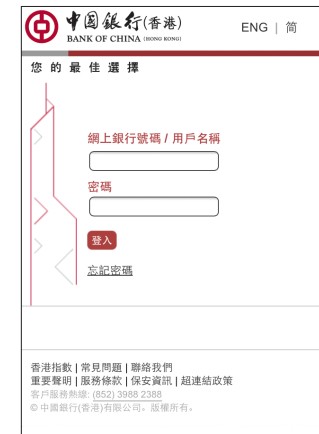 中國銀行(香港)
BANK OF CHINA (HONG KONG)
ENG | 简
您的最佳選擇
網上銀行號碼 / 用戶名稱
密碼
登入
忘記密碼
香港指數 | 常見問題 | 聯絡我們
重要聲明 | 服務條款 | 保安資訊 | 超連結政策
客戶服務熱線: (852) 3988 2388
© 中國銀行(香港)有限公司。版權所有。